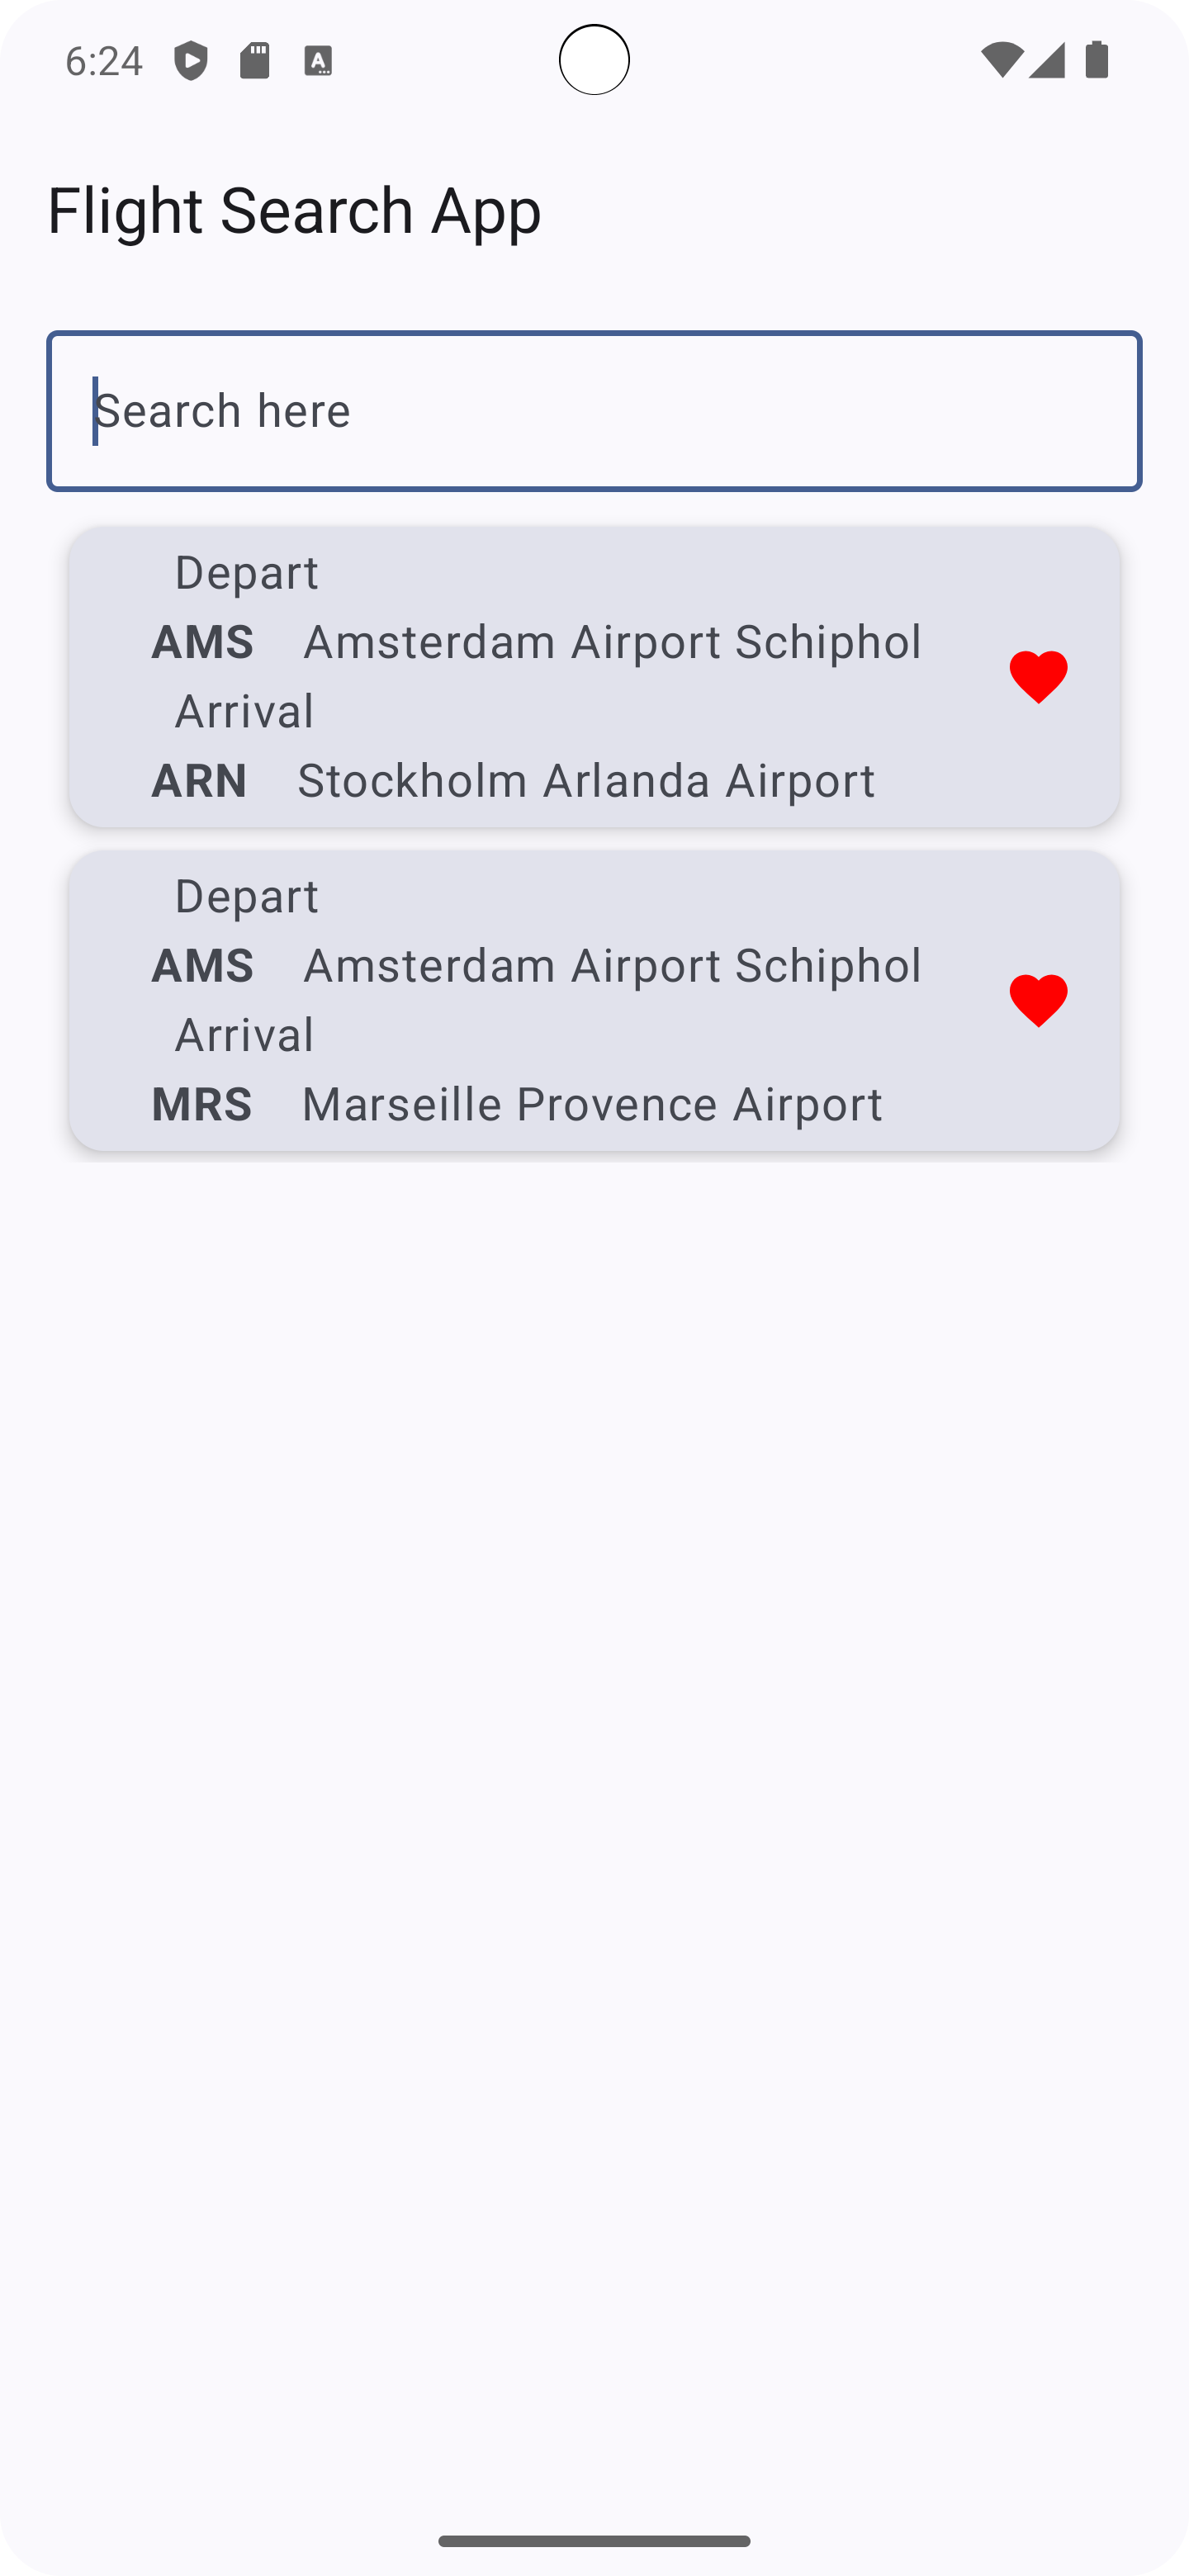 6:24
Flight Search App
Search here
Depart
AMS Amsterdam Airport Schiphol
Arrival
ARN Stockholm Arlanda Airport
Depart
AMS Amsterdam Airport Schiphol
Arrival
MRS Marseille Provence Airport